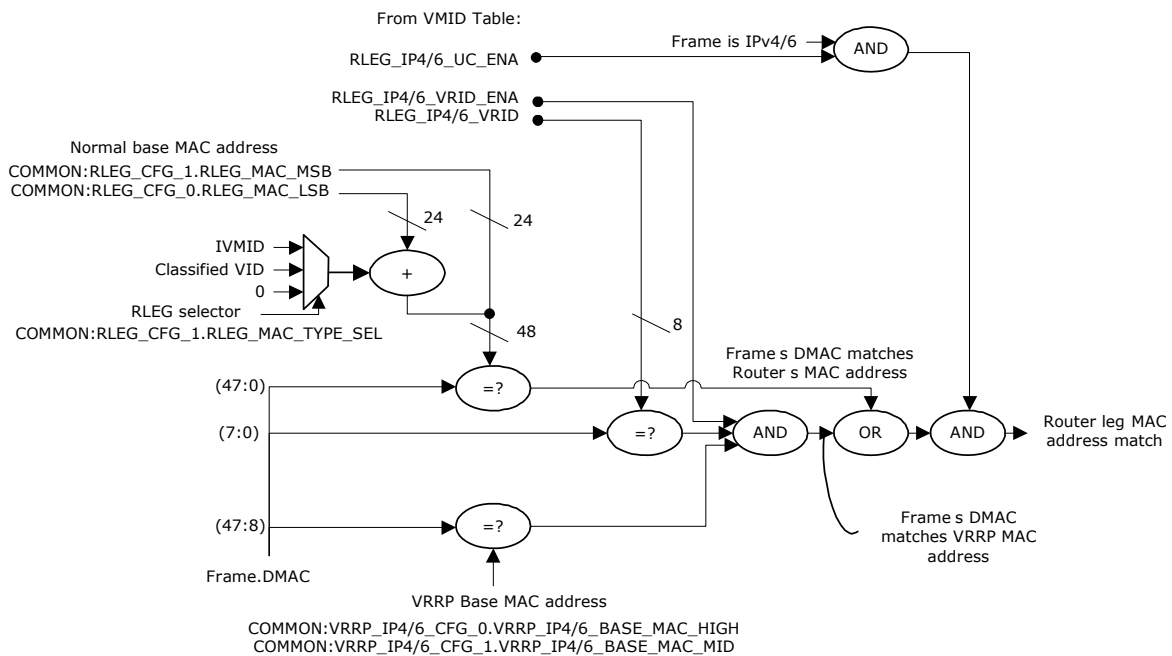 From VMID Table:
Frame is IPv4/6
AND
RLEG_IP4/6_UC_ENA
RLEG_IP4/6_VRID_ENA
RLEG_IP4/6_VRID
Normal base MAC address
COMMON:RLEG_CFG_1.RLEG_MAC_MSB
COMMON:RLEG_CFG_0.RLEG_MAC_LSB
24
24
IVMID
Classified VID
0
+
RLEG selector
COMMON:RLEG_CFG_1.RLEG_MAC_TYPE_SEL
48
8
Frame s DMAC matches
Router s MAC address
(47:0)
=?
(7:0)
=?
AND
OR
AND
Router leg MAC
address match
(47:8)
=?
Frame s DMAC
matches VRRP MAC
address
Frame.DMAC
VRRP Base MAC address
COMMON:VRRP_IP4/6_CFG_0.VRRP_IP4/6_BASE_MAC_HIGH
COMMON:VRRP_IP4/6_CFG_1.VRRP_IP4/6_BASE_MAC_MID